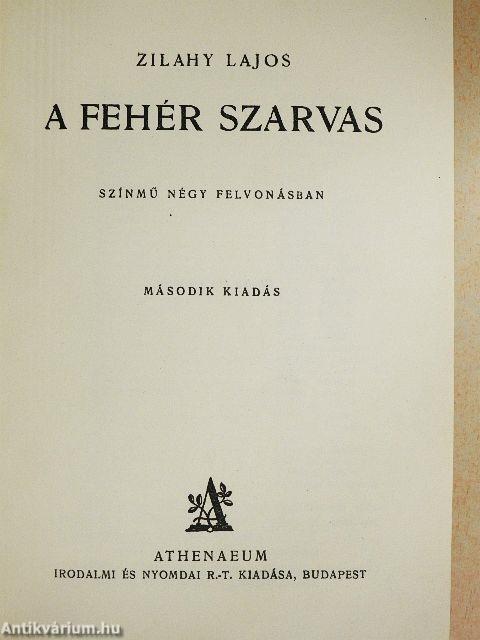 ZILAHY LAJOS
A FEHÉR SZARVAS
SZÍNMŰ NÉGY FELVONÁSBAN
MÁSODIK KIADÁS
A
ATHENAEUM
IRODALMI ÉS NYOMDAI R.-T. KIADÁSA, BUDAPEST
Antikvárium.hu